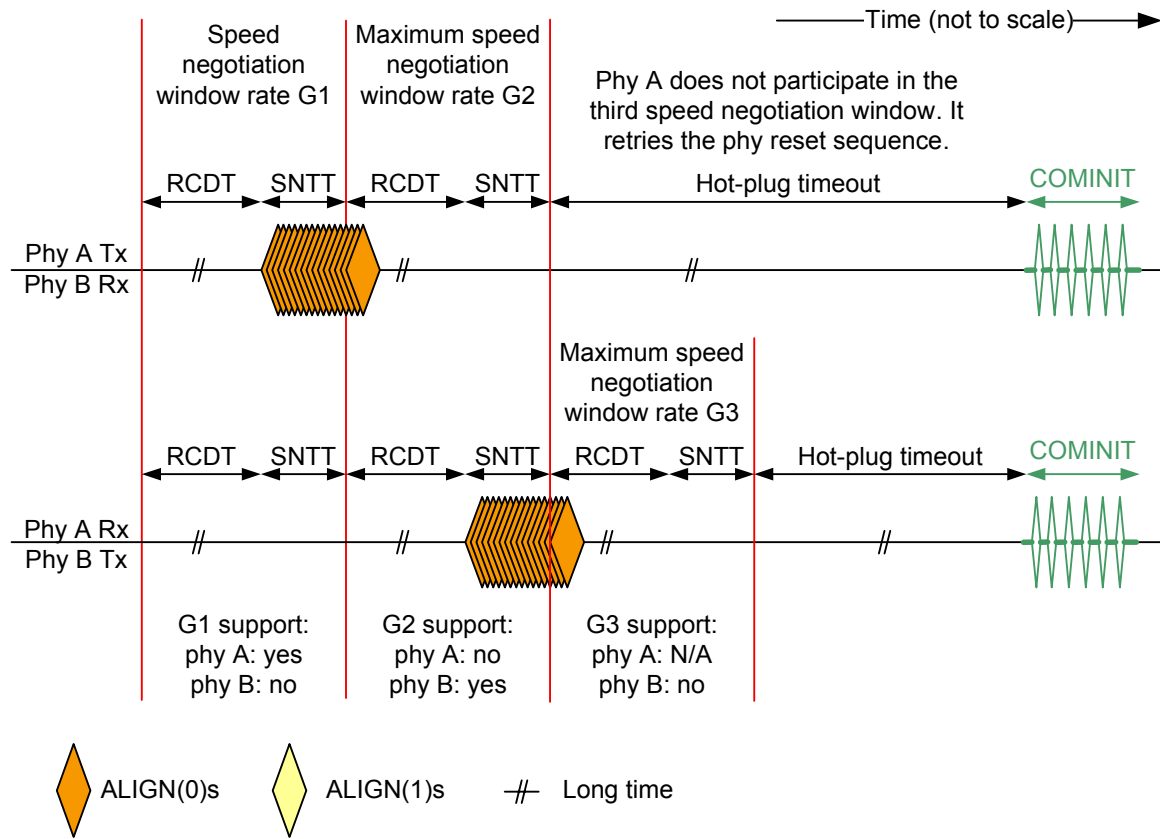 Time (not to scale)
Speed
negotiation
window rate G1
Maximum speed
negotiation
window rate G2
Phy A does not participate in the
third speed negotiation window. It
retries the phy reset sequence.
RCDT
SNTT
RCDT
SNTT
Hot-plug timeout
COMINIT
Phy A Tx
Phy B Rx
Maximum speed
negotiation
window rate G3
RCDT
SNTT
RCDT
SNTT
RCDT
SNTT
Hot-plug timeout
COMINIT
Phy A Rx
Phy B Tx
G1 support:
phy A: yes
phy B: no
G2 support:
phy A: no
phy B: yes
G3 support:
phy A: N/A
phy B: no
ALIGN(0)s
ALIGN(1)s
Long time